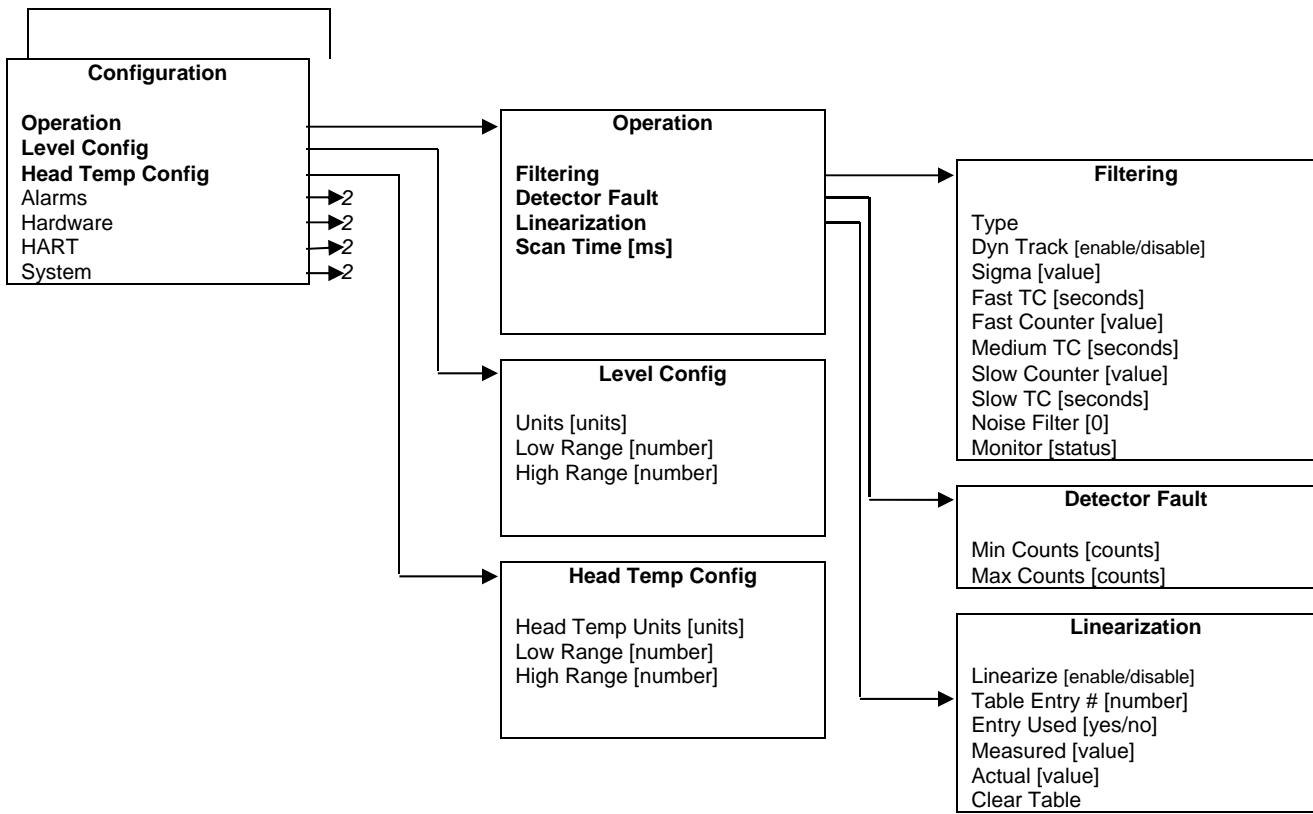 Configuration
Operation
Level Config
Head Temp Config
Alarms 2
Hardware 2
HART 2
System 2
Operation
Filtering
Detector Fault
Linearization
Scan Time [ms]
Level Config
Units [units]
Low Range [number]
High Range [number]
Head Temp Config
Head Temp Units [units]
Low Range [number]
High Range [number]
Filtering
Type
Dyn Track [enable/disable]
Sigma [value]
Fast TC [seconds]
Fast Counter [value]
Medium TC [seconds]
Slow Counter [value]
Slow TC [seconds]
Noise Filter [0]
Monitor [status]
Detector Fault
Min Counts [counts]
Max Counts [counts]
Linearization
Linearize [enable/disable]
Table Entry # [number]
Entry Used [yes/no]
Measured [value]
Actual [value]
Clear Table